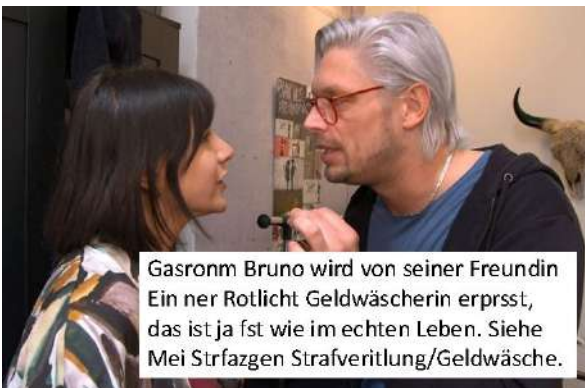 Gasronm Bruno wird von seiner Freundin
Ein ner Rotlicht Geldwäscherin erprsst,
das ist ja fst wie im echten Leben. Siehe
Mei Strfazgen Strafveritlung/Geldwäsche.